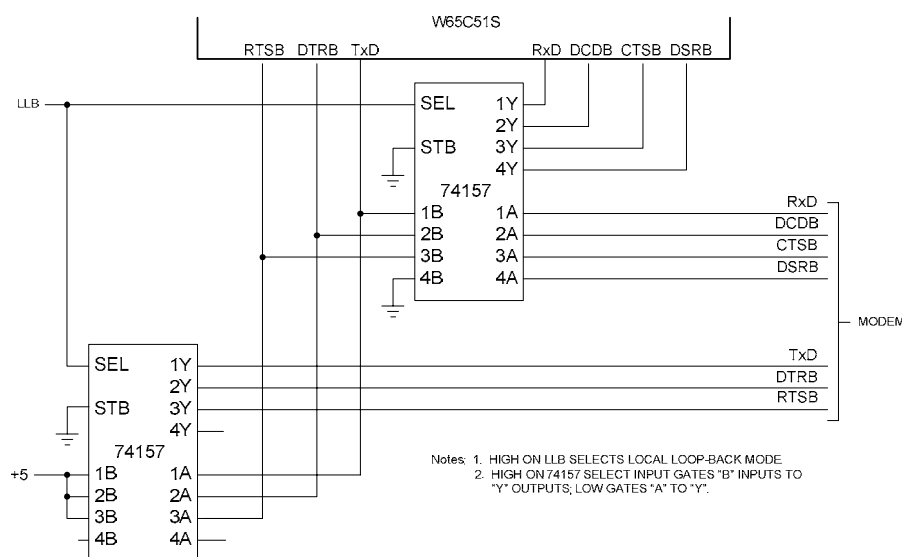 W65C51S
RTSB DTRB TxD RxD DCDB CTSB DSRB
LLB
SEL 1Y
2Y
STB 3Y
4Y
74157
1B 1A RxD
2B 2A DCDB
3B 3A CTSB
4B 4A DSRB
MODEM
SEL 1Y TxD
2Y DTRB
STB 3Y RTSB
4Y
74157
+5 1B 1A
2B 2A
3B 3A
4B 4A
Notes; 1. HIGH ON LLB SELECTS LOCAL LOOP-BACK MODE
2. HIGH ON 74157 SELECT INPUT GATES "B" INPUTS TO
"Y" OUTPUTS; LOW GATES "A" TO "Y".